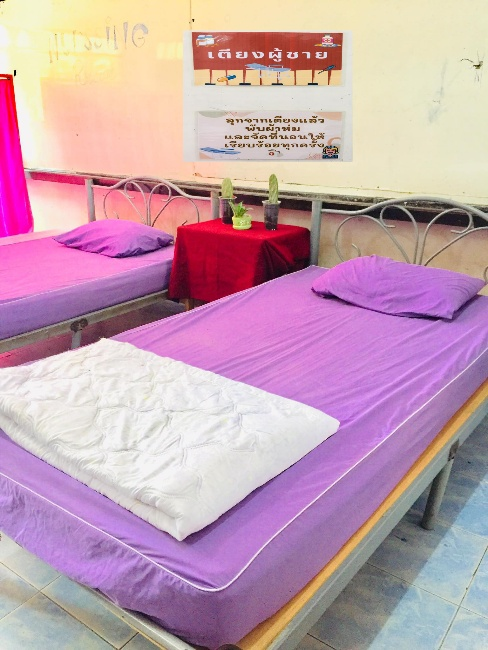 เตียงผู้ชาย
ลุกจากเตียงแล้ว
พับผ้าห่ม
และจัดที่นอนให้
เรียบร้อยทุกครั้ง